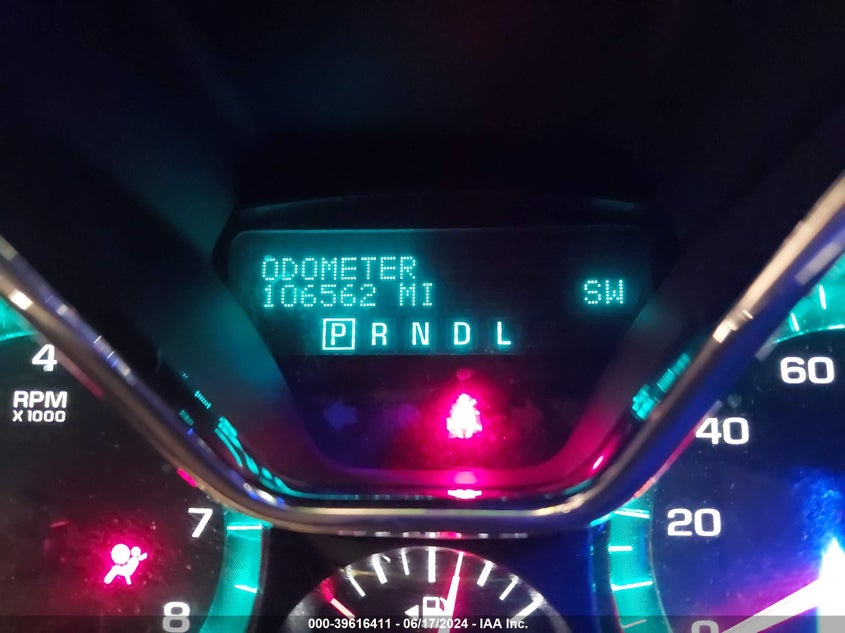 ODOMETER
106562 MI SW
P R N D L
4
RPM
X 1000
7
8
60
40
20
0
000-39616411 - 06/17/2024 - IAA Inc.